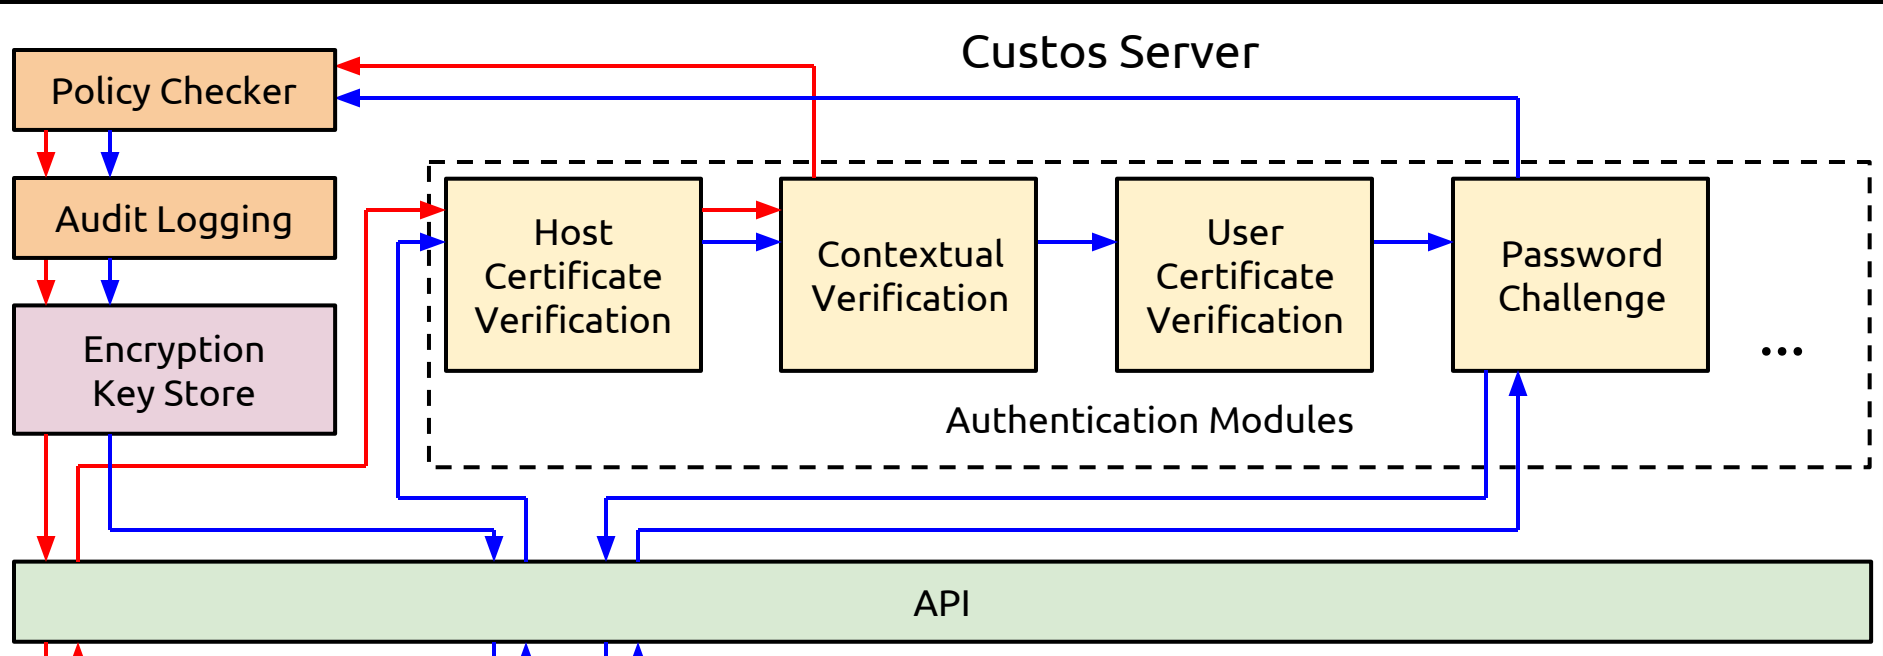 Custos Server
Policy Checker
Audit Logging
Encryption
Key Store
Host
Certificate
Verification
Contextual
Verification
User
Certificate
Verification
Password
Challenge
...
Authentication Modules
API